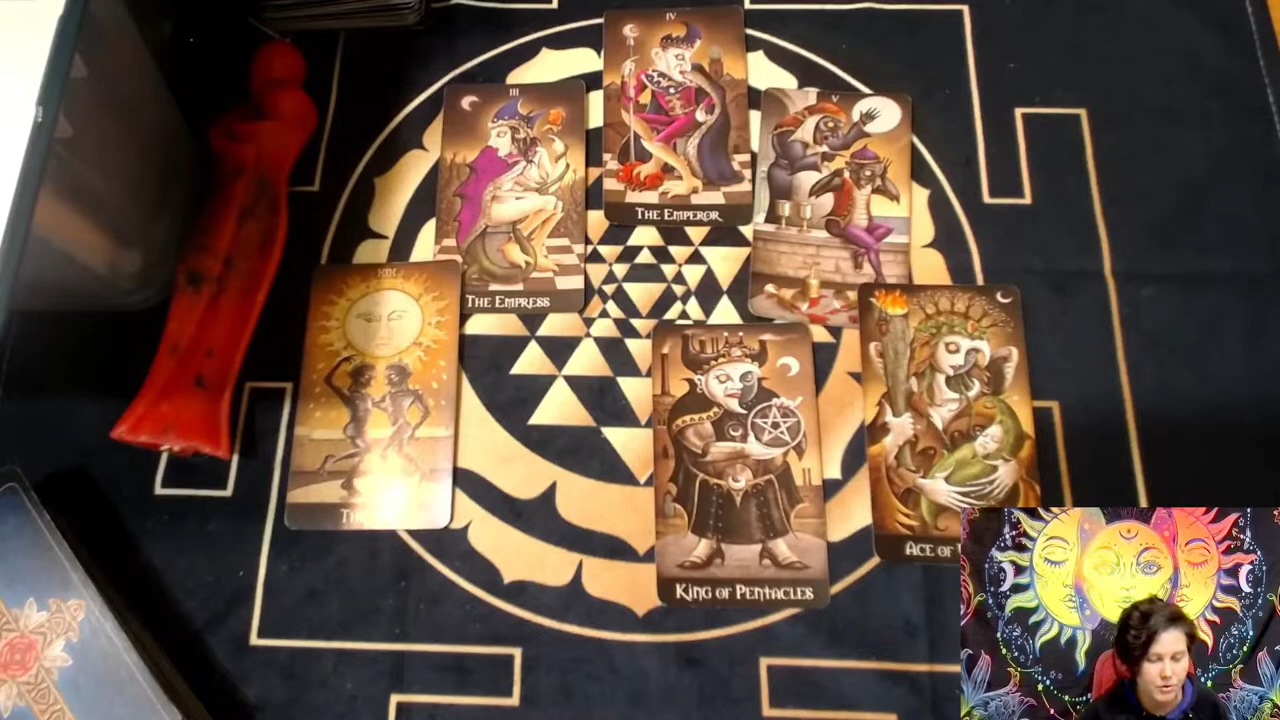 IV
THE EMPEROR
III
THE EMPRESS
V
XIX
KING OF PENTACLES
ACE OF